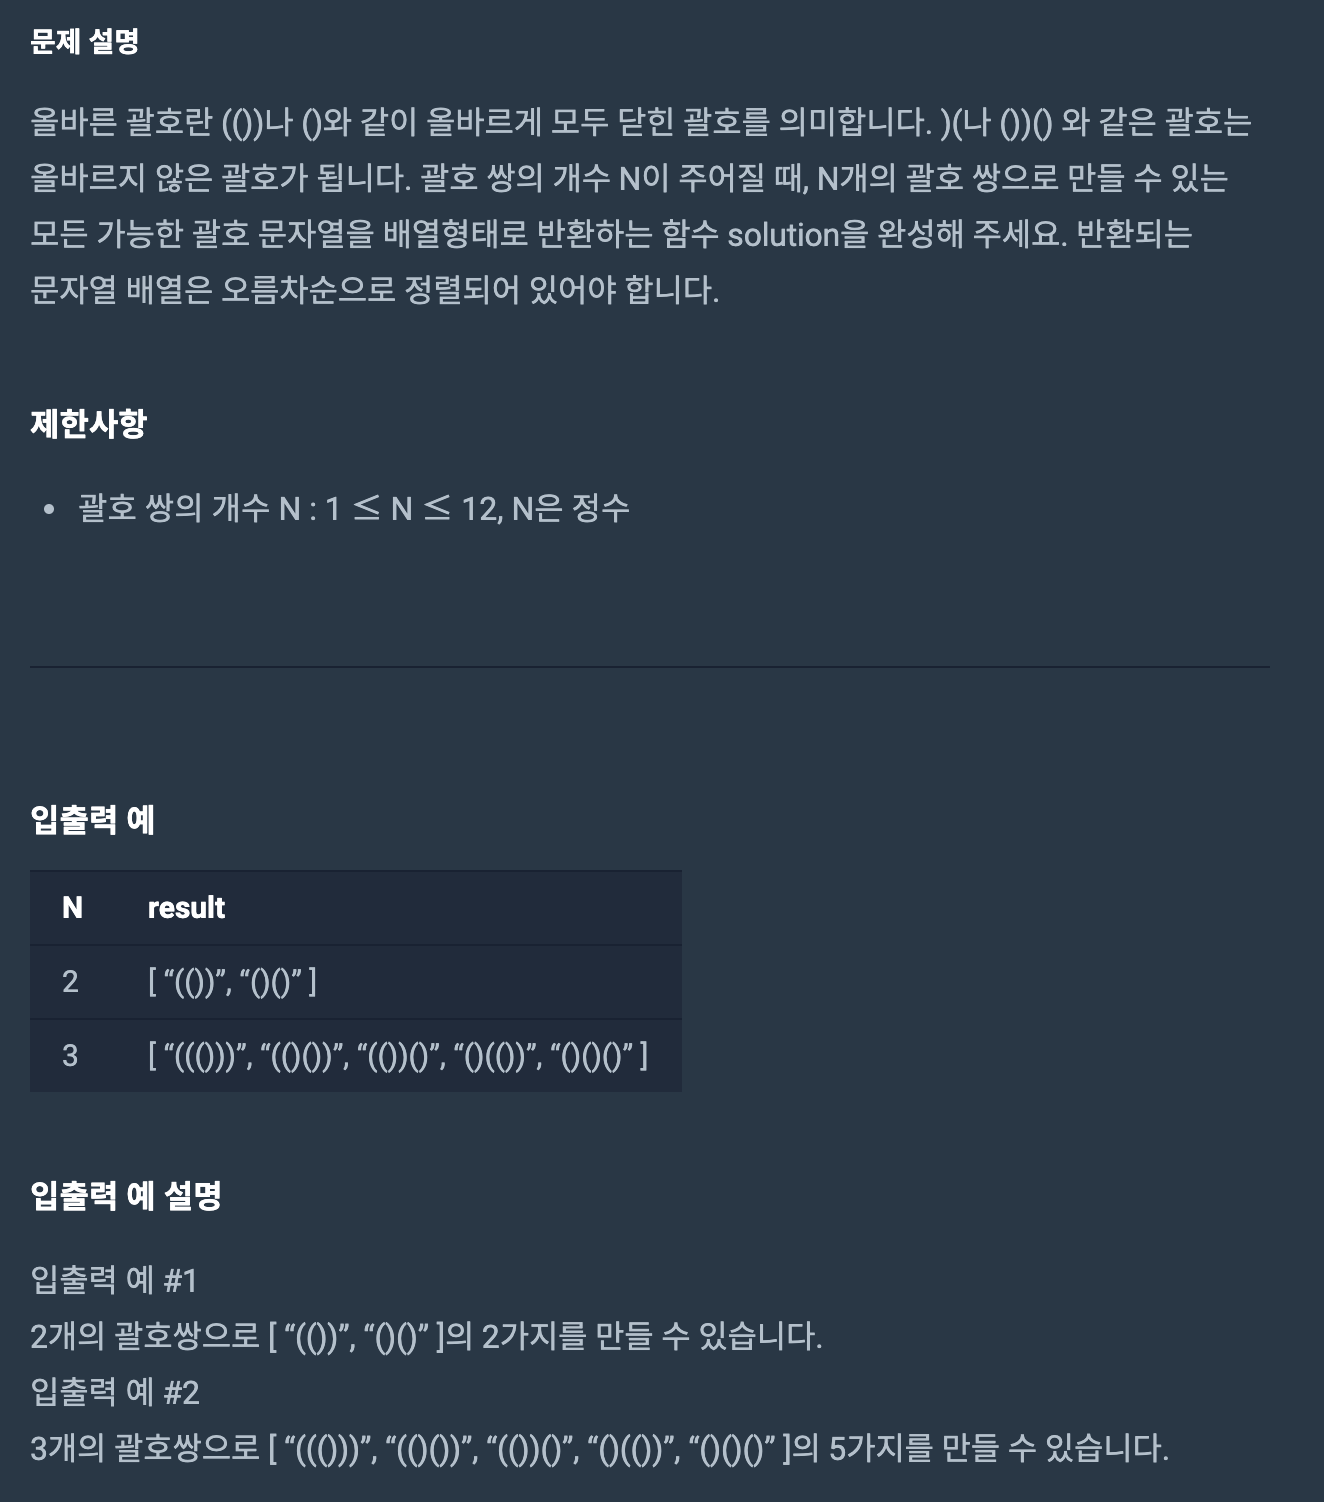 문제 설명
올바른 괄호란 (())나 ()와 같이 올바르게 모두 닫힌 괄호를 의미합니다. )(나 ())() 와 같은 괄호는
올바르지 않은 괄호가 됩니다. 괄호 쌍의 개수 N이 주어질 때, N개의 괄호 쌍으로 만들 수 있는
모든 가능한 괄호 문자열을 배열형태로 반환하는 함수 solution을 완성해 주세요. 반환되는
문자열 배열은 오름차순으로 정렬되어 있어야 합니다.
제한사항
• 괄호 쌍의 개수 N : 1 ≤ N ≤ 12, N은 정수
입출력 예
N result
2 [ “(())”, “()()” ]
3 [ “((()))”, “(()())”, “(())()”, “()(())”, “()()()” ]
입출력 예 설명
입출력 예 #1
2개의 괄호쌍으로 [ “(())”, “()()” ]의 2가지를 만들 수 있습니다.
입출력 예 #2
3개의 괄호쌍으로 [ “((()))”, “(()())”, “(())()”, “()(())”, “()()()” ]의 5가지를 만들 수 있습니다.